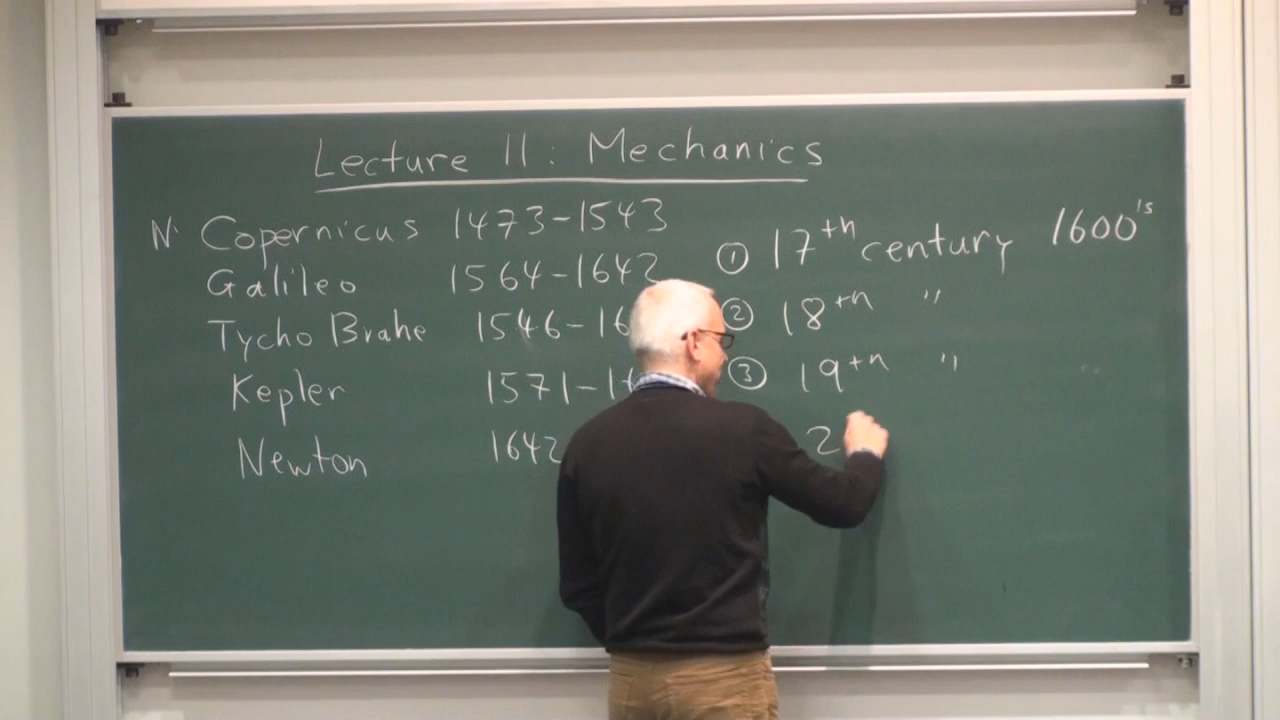 Lecture 11: Mechanics
N. Copernicus 1473-1543
Galileo 1564-1642
Tycho Brahe 1546-16
Kepler 1571-1
Newton 1642
① 17th century 1600's
② 18th "
③ 19th "
2